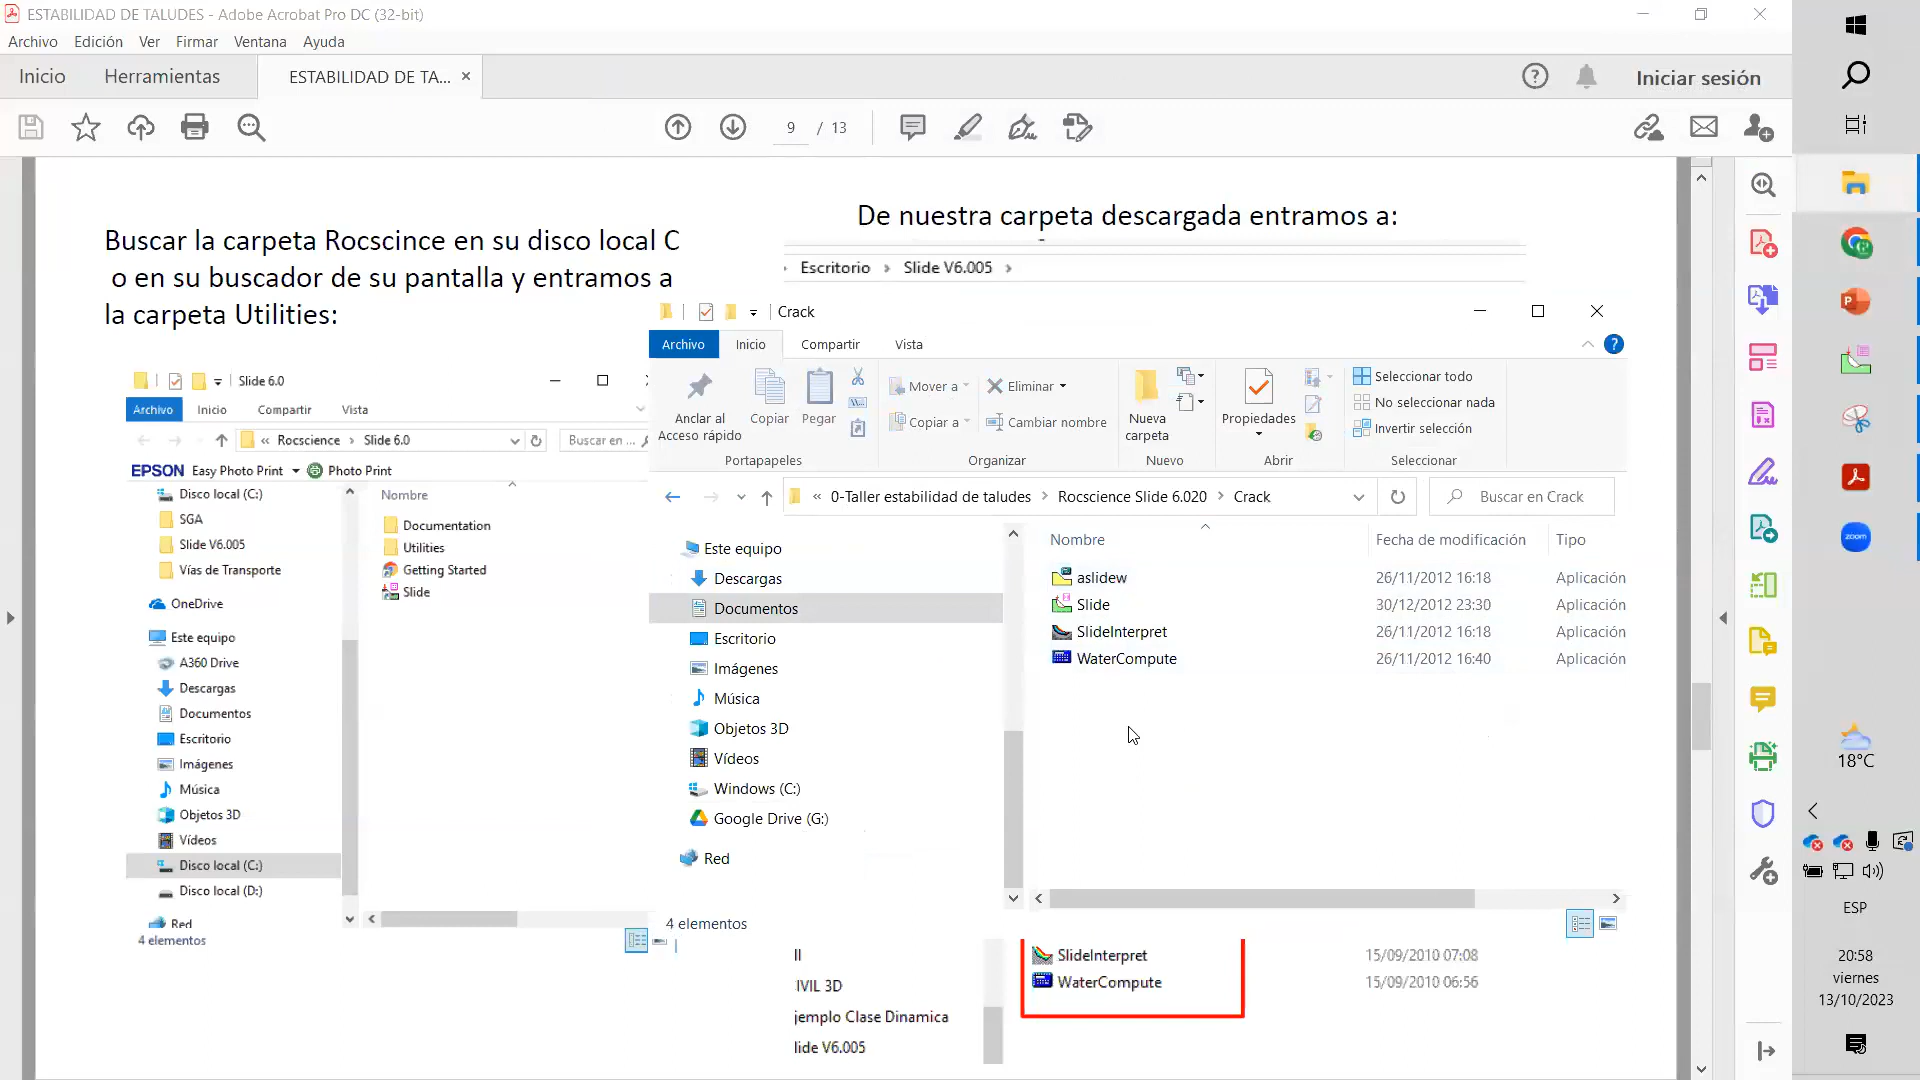 ESTABILIDAD DE TALUDES - Adobe Acrobat Pro DC (32-bit)
Archivo Edición Ver Firmar Ventana Ayuda
Inicio Herramientas ESTABILIDAD DE TA... × Iniciar sesión
9 / 13
Buscar la carpeta Rocscince en su disco local C
o en su buscador de su pantalla y entramos a
la carpeta Utilities:
Slide 6.0
Archivo Inicio Compartir Vista
« Rocscience › Slide 6.0 Buscar en ...
EPSON Easy Photo Print Photo Print
Disco local (C:)
SGA
Slide V6.005
Vías de Transporte
OneDrive
Este equipo
A360 Drive
Descargas
Documentos
Escritorio
Imágenes
Música
Objetos 3D
Vídeos
Disco local (C:)
Disco local (D:)
Red
4 elementos
Nombre
Documentation
Utilities
Getting Started
Slide
De nuestra carpeta descargada entramos a:
› Escritorio › Slide V6.005 ›
Crack
Archivo Inicio Compartir Vista
Anclar al
Acceso rápido
Copiar
Pegar
Portapapeles
Mover a
Copiar a
Eliminar
Cambiar nombre
Organizar
Nueva
carpeta
Nuevo
Propiedades
Abrir
Seleccionar todo
No seleccionar nada
Invertir selección
Seleccionar
« 0-Taller estabilidad de taludes › Rocscience Slide 6.020 › Crack Buscar en Crack
Este equipo
Descargas
Documentos
Escritorio
Imágenes
Música
Objetos 3D
Vídeos
Windows (C:)
Google Drive (G:)
Red
4 elementos
Nombre Fecha de modificación Tipo
aslidew 26/11/2012 16:18 Aplicación
Slide 30/12/2012 23:30 Aplicación
SlideInterpret 26/11/2012 16:18 Aplicación
WaterCompute 26/11/2012 16:40 Aplicación
SlideInterpret 15/09/2010 07:08
WaterCompute 15/09/2010 06:56
ll
IVIL 3D
jemplo Clase Dinamica
lide V6.005
zoom
18°C
ESP
20:58
viernes
13/10/2023